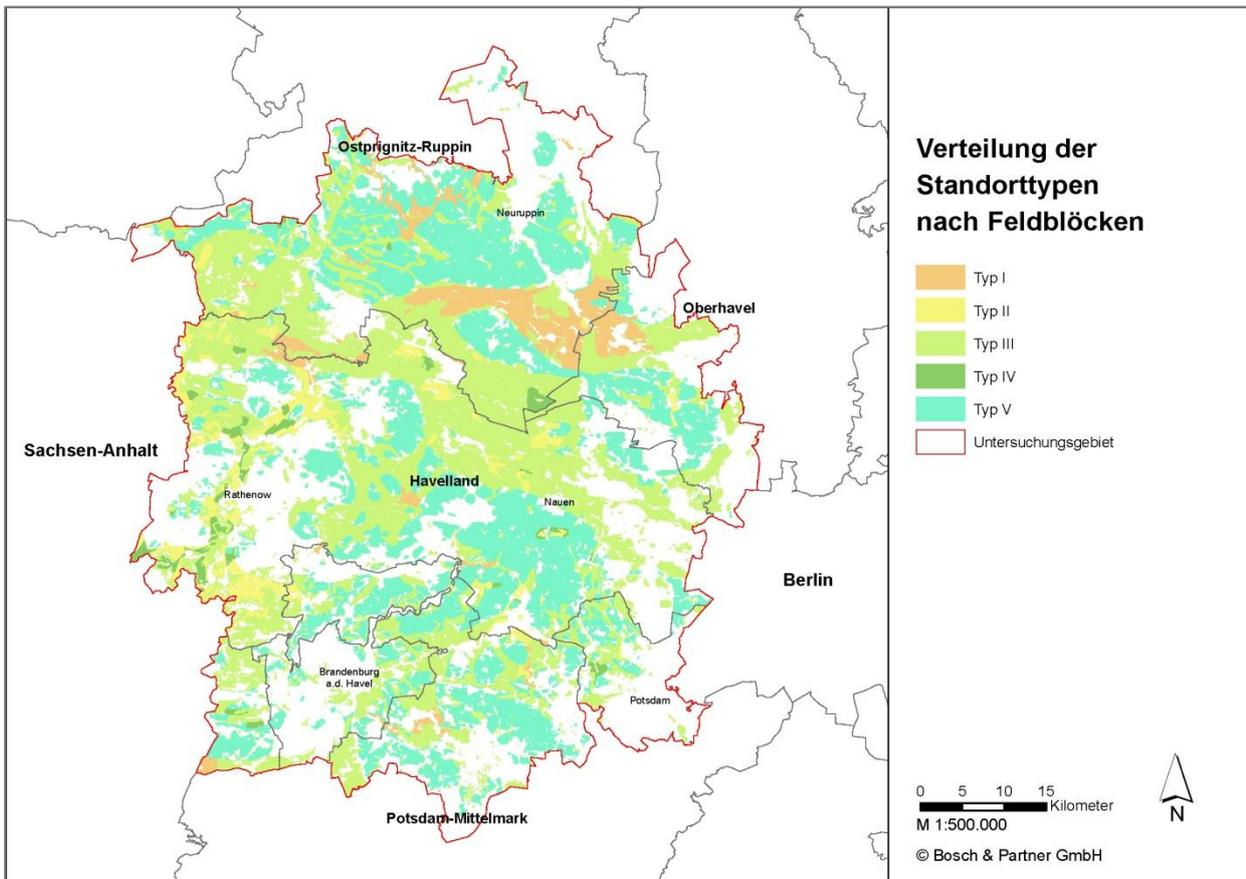 Verteilung der
Standorttypen
nach Feldblöcken
Typ I
Typ II
Typ III
Typ IV
Typ V
Untersuchungsgebiet
Ostprignitz-Ruppin
Neuruppin
Oberhavel
Sachsen-Anhalt
Havelland
Rathenow
Nauen
Berlin
Brandenburg
a.d. Havel
Potsdam
Potsdam-Mittelmark
0 5 10 15
Kilometer
M 1:500.000
N
© Bosch & Partner GmbH